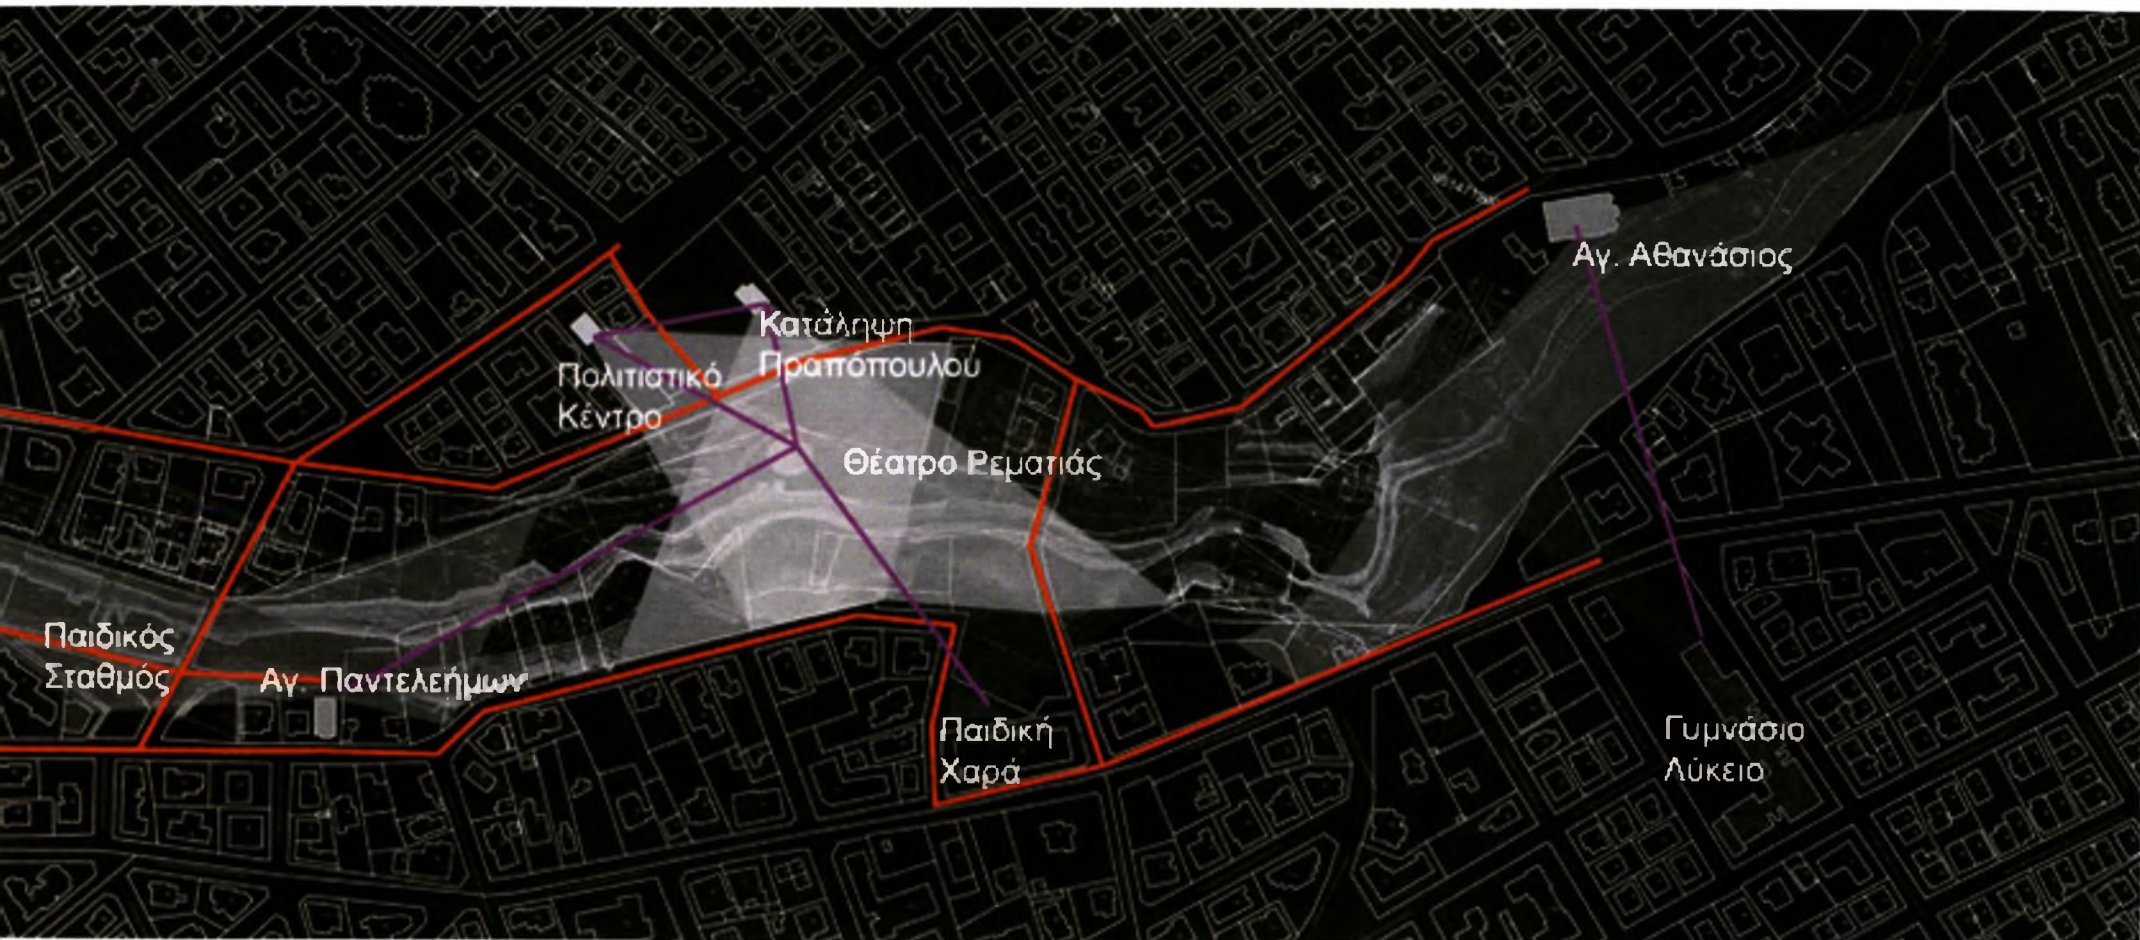 Αγ. Αθανάσιος
Κατάληψη
Πραπόπουλου
Πολιτιστικό
Κέντρο
Θέατρο Ρεματιάς
Παιδικός
Σταθμός
Αγ. Παντελεήμων
Παιδική
Χαρά
Γυμνάσιο
Λύκειο